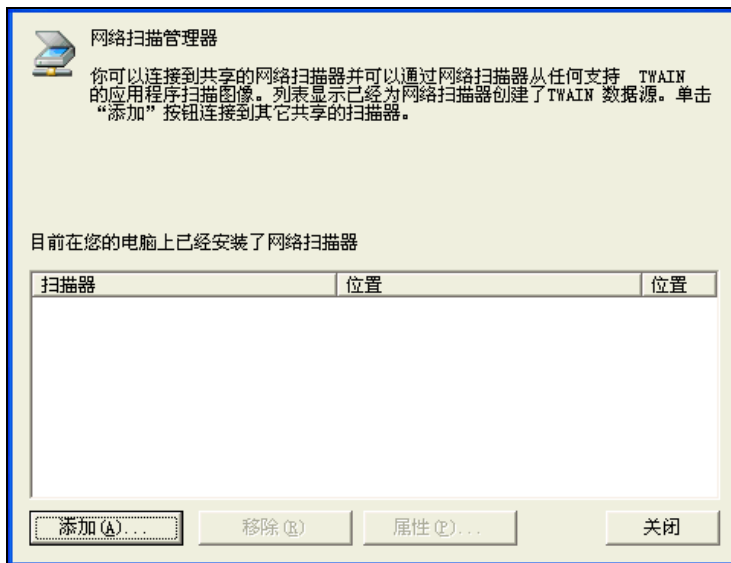 网络扫描管理器
你可以连接到共享的网络扫描器并可以通过网络扫描器从任何支持 TWAIN
的应用程序扫描图像。列表显示已经为网络扫描器创建了TWAIN 数据源。单击
“添加”按钮连接到其它共享的扫描器。
目前在您的电脑上已经安装了网络扫描器
扫描器 位置 位置
添加(A)... 移除(R) 属性(P)... 关闭